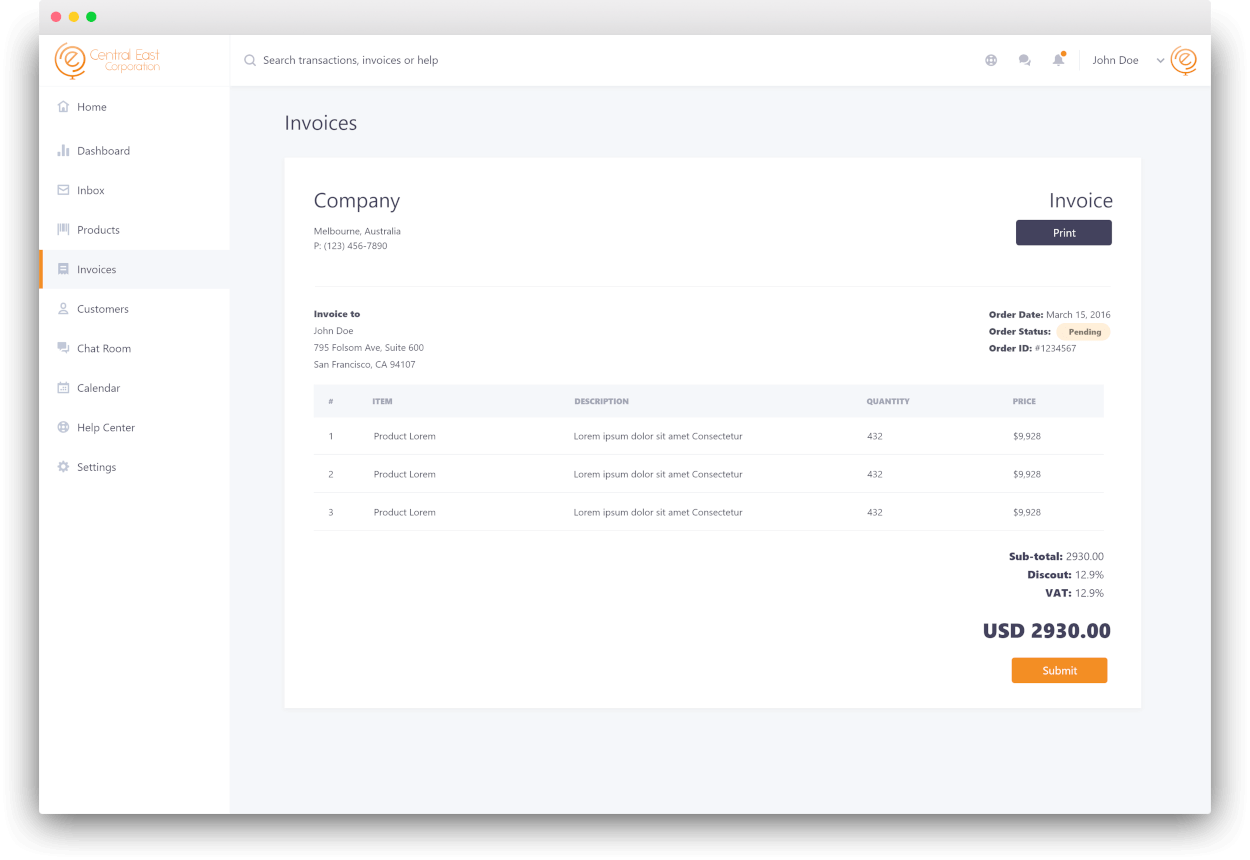 Central East
Corporation
Search transactions, invoices or help
John Doe
Home
Dashboard
Inbox
Products
Invoices
Customers
Chat Room
Calendar
Help Center
Settings
Invoices
Company
Melbourne, Australia
P: (123) 456-7890
Invoice
Print
Invoice to
John Doe
795 Folsom Ave, Suite 600
San Francisco, CA 94107
Order Date: March 15, 2016
Order Status: Pending
Order ID: #1234567
# ITEM DESCRIPTION QUANTITY PRICE
1 Product Lorem Lorem ipsum dolor sit amet Consectetur 432 $9,928
2 Product Lorem Lorem ipsum dolor sit amet Consectetur 432 $9,928
3 Product Lorem Lorem ipsum dolor sit amet Consectetur 432 $9,928
Sub-total: 2930.00
Discout: 12.9%
VAT: 12.9%
USD 2930.00
Submit